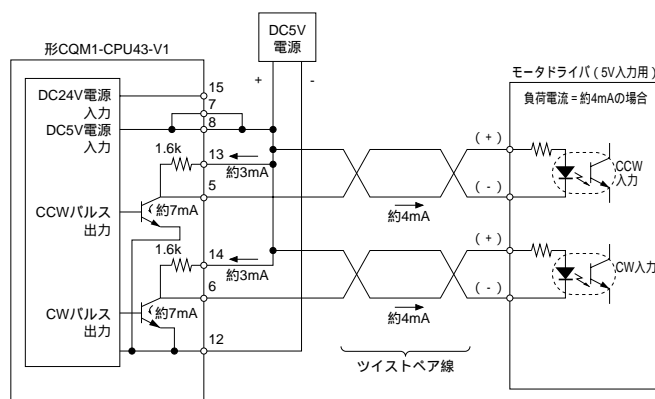 DC5V
電源
形CQM1-CPU43-V1
+
-
モータドライバ（5V入力用）
DC24V電源
入力
15
7
負荷電流=約4mAの場合
DC5V電源
入力
8
1.6k
13
約3mA
(+)
CCW
入力
5
(-)
約4mA
CCWパルス
出力
約7mA
1.6k
14
約3mA
(+)
CW入力
6
(-)
約4mA
CWパルス
出力
約7mA
12
ツイストペア線